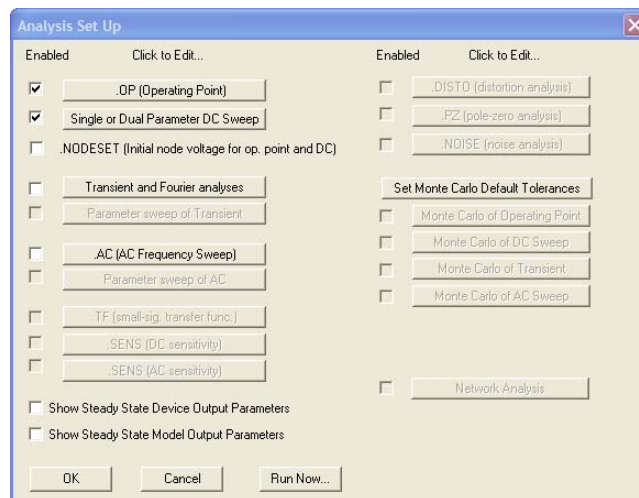 Analysis Set Up
Enabled Click to Edit...
.OP (Operating Point)
Single or Dual Parameter DC Sweep
.NODESET (Initial node voltage for op. point and DC)
Transient and Fourier analyses
Parameter sweep of Transient
.AC (AC Frequency Sweep)
Parameter sweep of AC
.TF (small-sig. transfer func.)
.SENS (DC sensitivity)
.SENS (AC sensitivity)
Show Steady State Device Output Parameters
Show Steady State Model Output Parameters
Enabled Click to Edit...
.DISTO (distortion analysis)
.PZ (pole-zero analysis)
.NOISE (noise analysis)
Set Monte Carlo Default Tolerances
Monte Carlo of Operating Point
Monte Carlo of DC Sweep
Monte Carlo of Transient
Monte Carlo of AC Sweep
Network Analysis
OK Cancel Run Now...